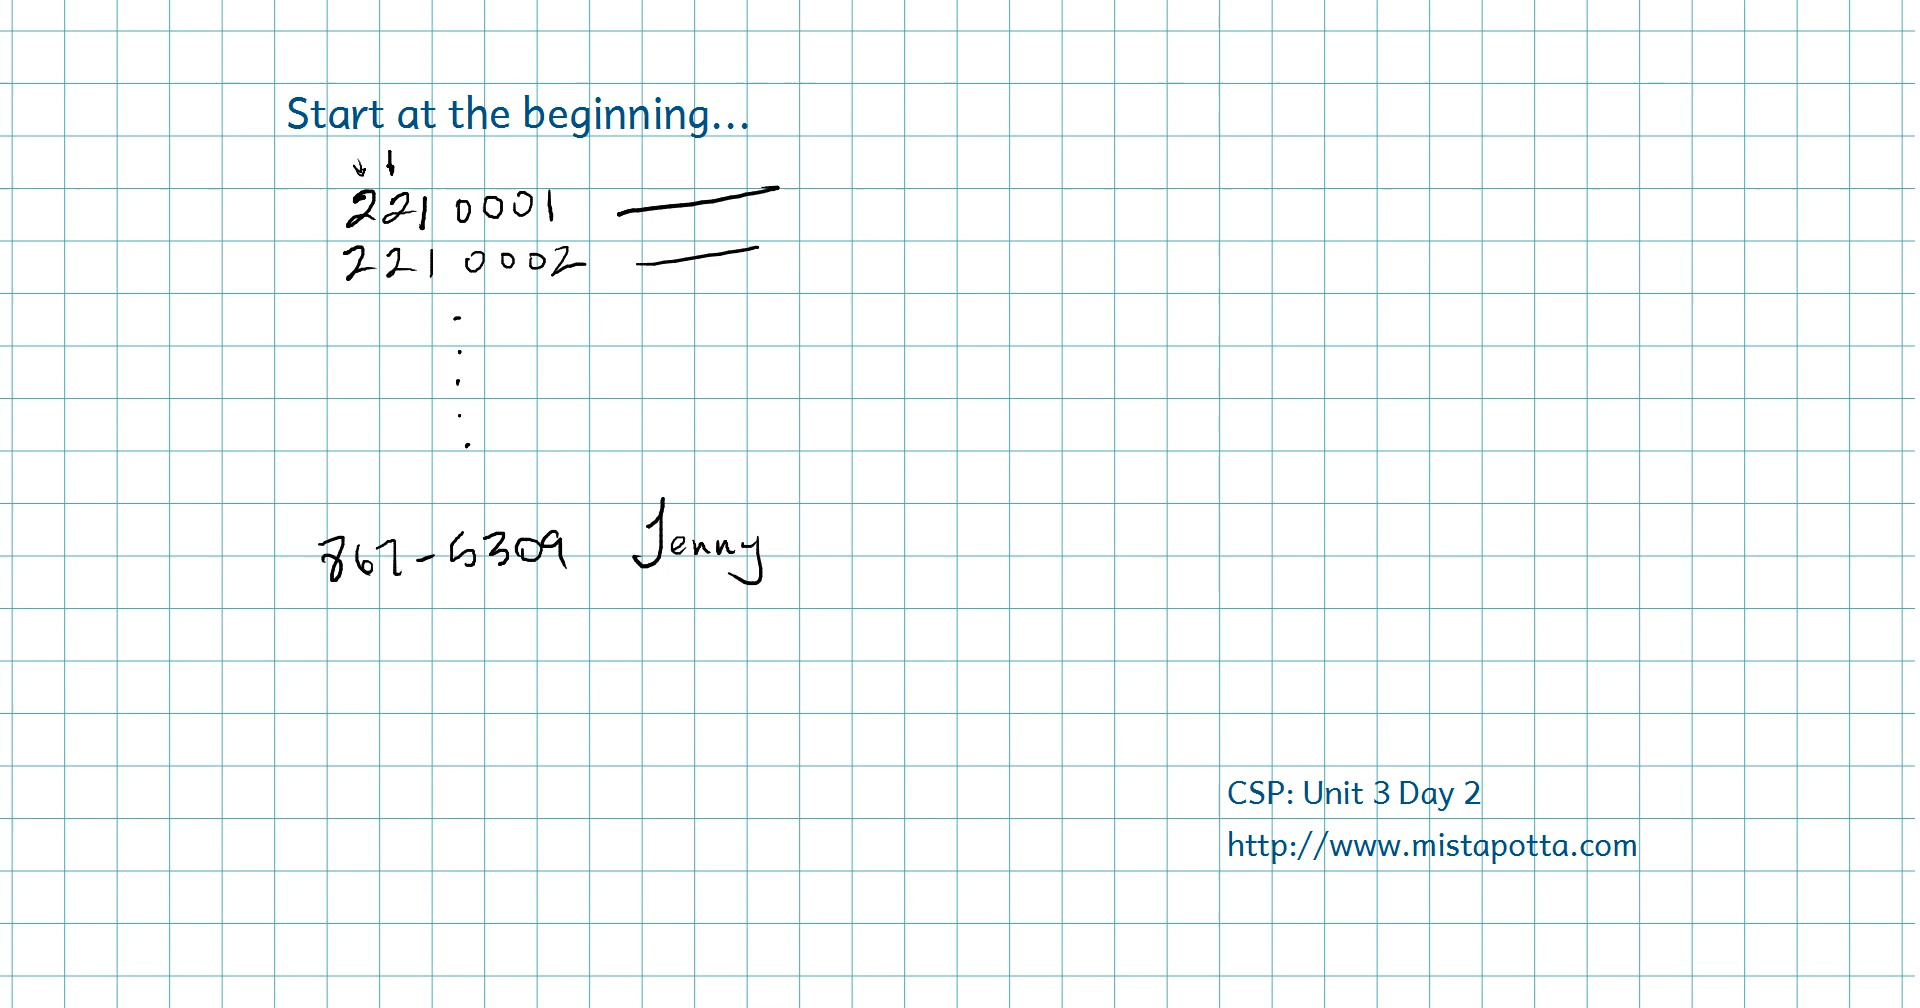 Start at the beginning...
221 0001
221 0002
867-5309 Jenny
CSP: Unit 3 Day 2
http://www.mistapotta.com